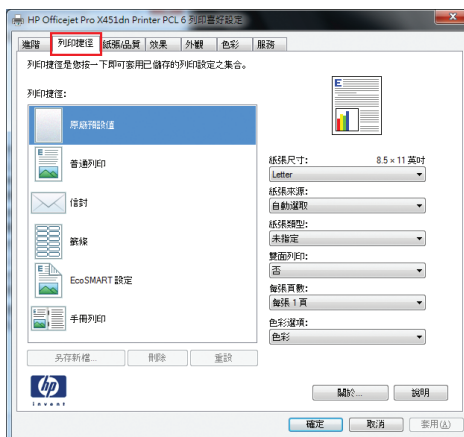 HP Officejet Pro X451dn Printer PCL 6 列印喜好設定
進階 列印捷徑 紙張/品質 效果 外觀 色彩 服務
列印捷徑是您按一下即可套用已儲存的列印設定之集合。
列印捷徑:
原廠預設值
普通列印
信封
籤條
EcoSMART 設定
手冊列印
另存新檔... 刪除 重設
E
紙張尺寸: 8.5 × 11 英吋
Letter
紙張來源:
自動選取
紙張類型:
未指定
雙面列印:
否
每張頁數:
每張 1 頁
色彩選項:
色彩
hp
invent
關於... 說明
確定 取消 套用(A)